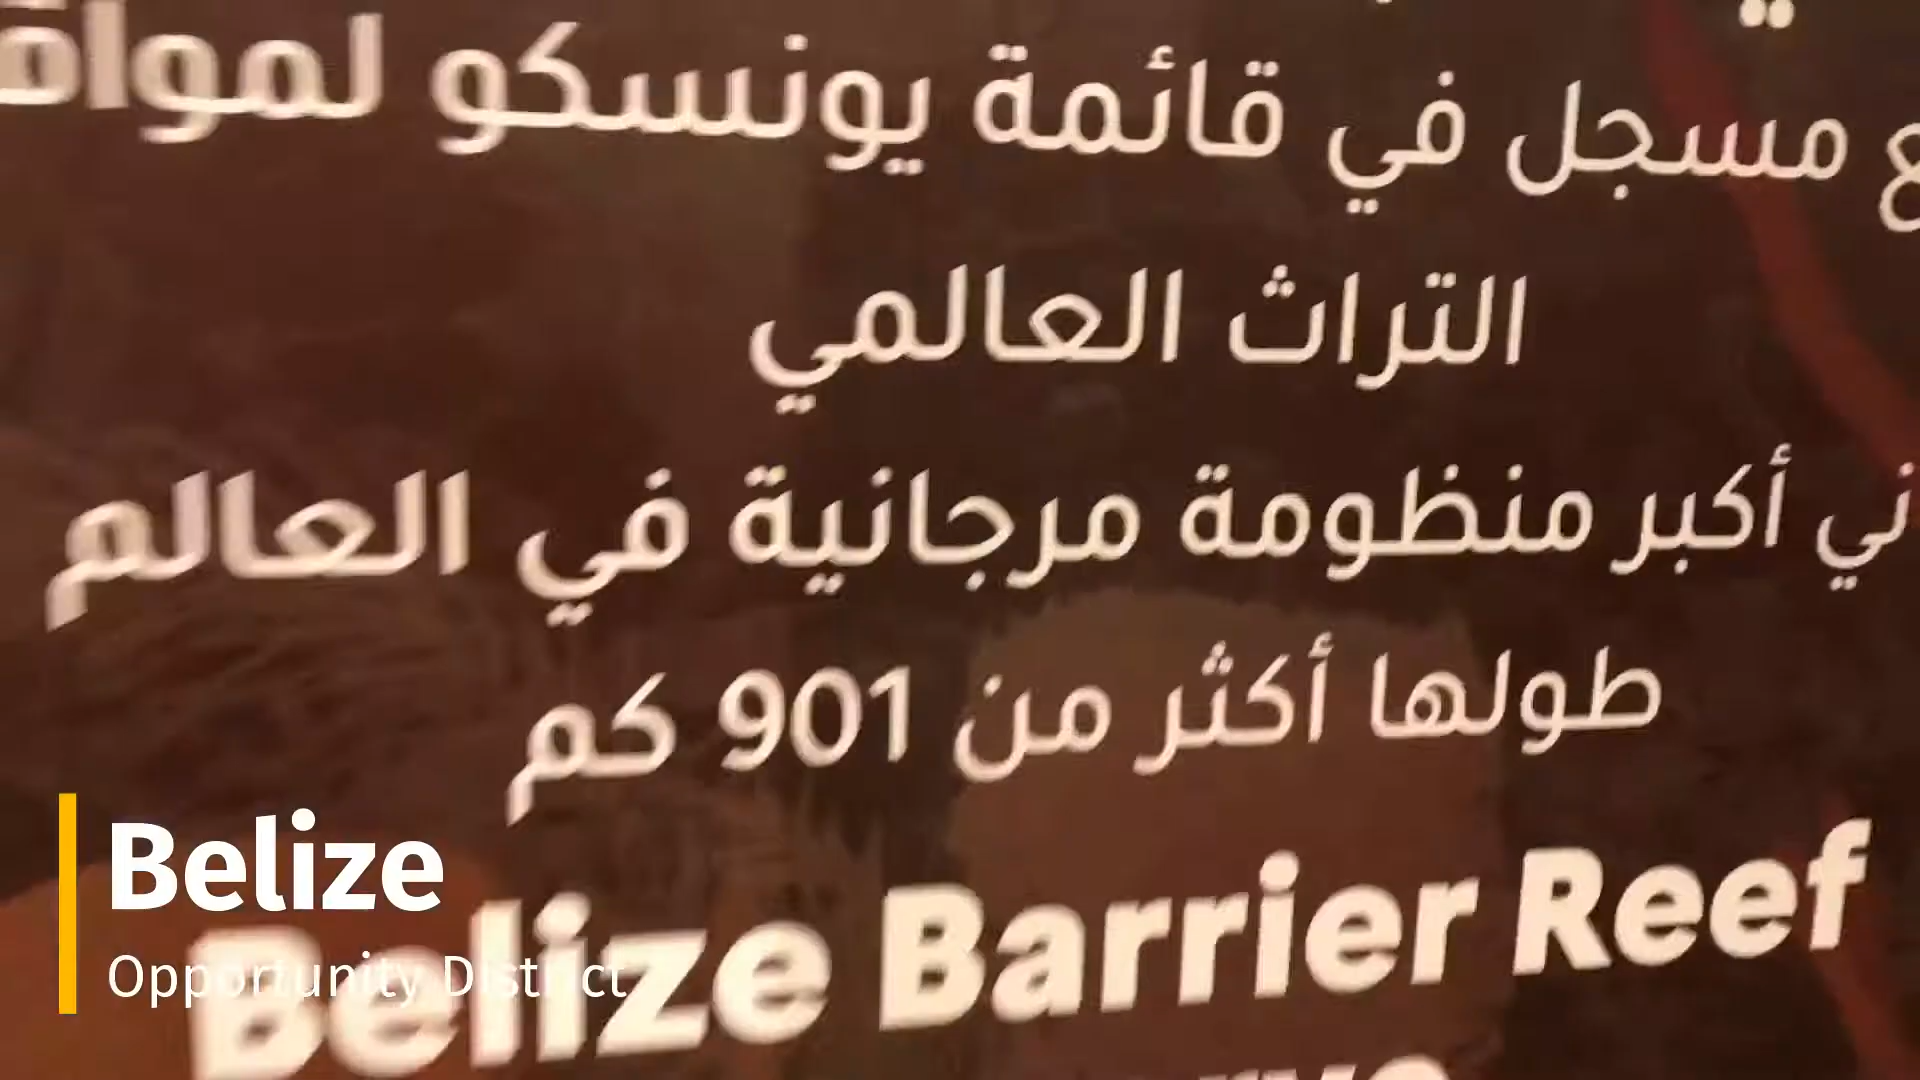 مسجل في قائمة يونسكو
التراث العالمي
أكبر منظومة مرجانية في العالم
طولها أكثر من 901 كم
Belize Barrier Reef
Belize
Opportunity District